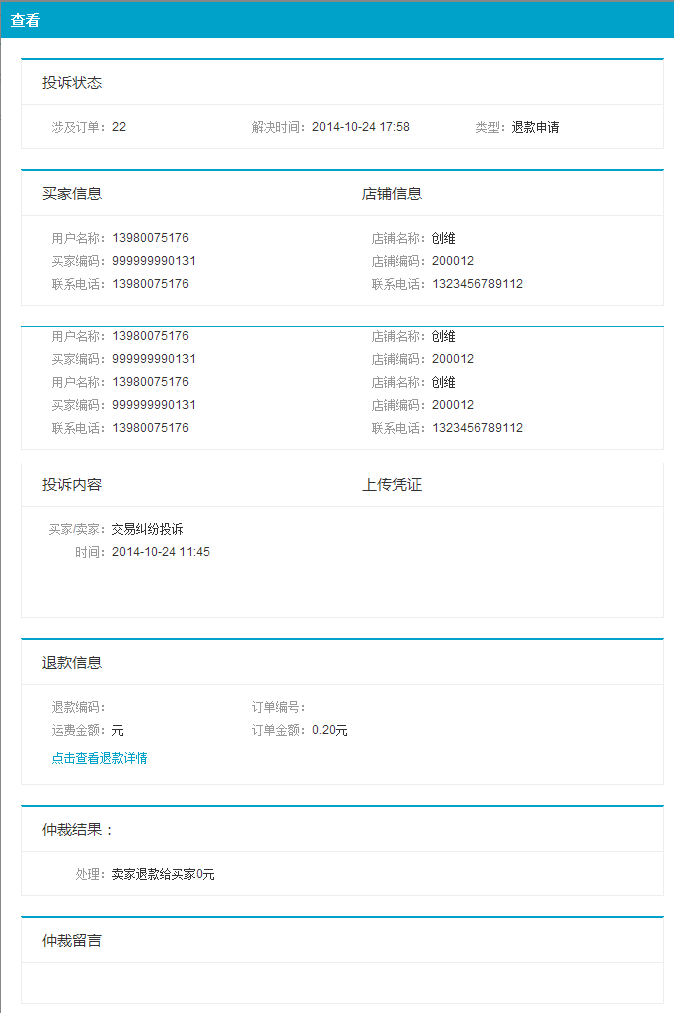 查看
投诉状态
涉及订单：22 解决时间：2014-10-24 17:58 类型：退款申请
买家信息 店铺信息
用户名称：13980075176 店铺名称：创维
买家编码：999999990131 店铺编码：200012
联系电话：13980075176 联系电话：1323456789112
用户名称：13980075176 店铺名称：创维
买家编码：999999990131 店铺编码：200012
用户名称：13980075176 店铺名称：创维
买家编码：999999990131 店铺编码：200012
联系电话：13980075176 联系电话：1323456789112
投诉内容 上传凭证
买家/卖家：交易纠纷投诉
时间：2014-10-24 11:45
退款信息
退款编码： 订单编号：
运费金额：元 订单金额：0.20元
点击查看退款详情
仲裁结果：
处理：卖家退款给买家0元
仲裁留言